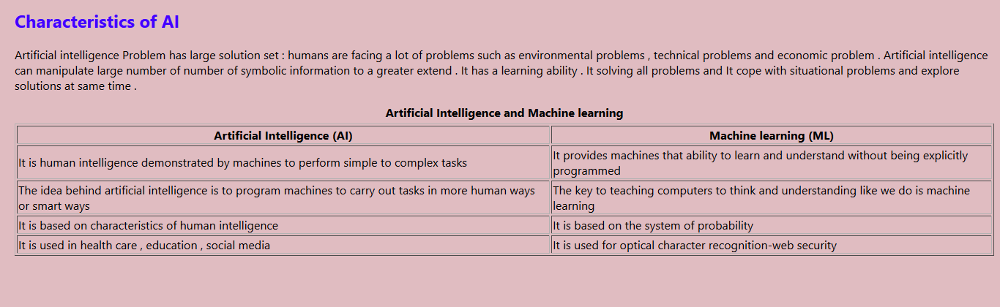 Characteristics of AI
Artificial intelligence Problem has large solution set : humans are facing a lot of problems such as environmental problems , technical problems and economic problem . Artificial intelligence
can manipulate large number of number of symbolic information to a greater extend . It has a learning ability . It solving all problems and It cope with situational problems and explore
solutions at same time .
Artificial Intelligence and Machine learning
Artificial Intelligence (AI)
Machine learning (ML)
It is human intelligence demonstrated by machines to perform simple to complex tasks
It provides machines that ability to learn and understand without being explicitly
programmed
The idea behind artificial intelligence is to program machines to carry out tasks in more human ways
or smart ways
The key to teaching computers to think and understanding like we do is machine
learning
It is based on characteristics of human intelligence
It is based on the system of probability
It is used in health care , education , social media
It is used for optical character recognition-web security